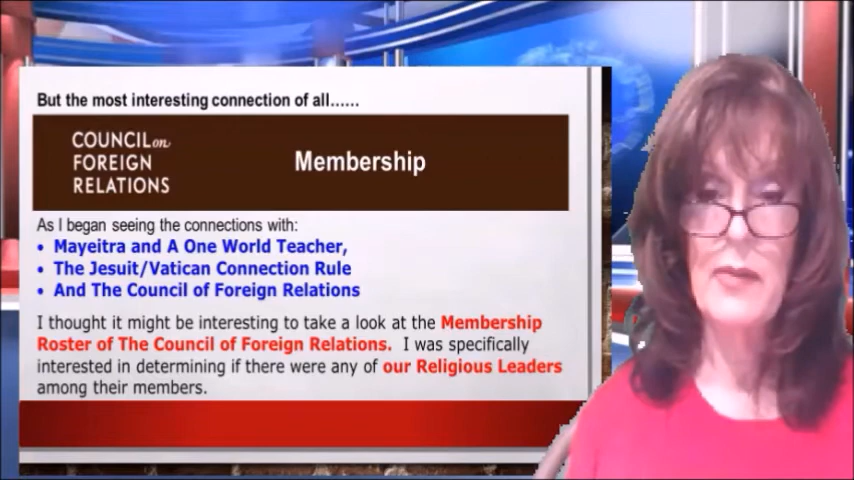 But the most interesting connection of all......
COUNCIL on
FOREIGN
RELATIONS
Membership
As I began seeing the connections with:
• Mayeitra and A One World Teacher,
• The Jesuit/Vatican Connection Rule
• And The Council of Foreign Relations
I thought it might be interesting to take a look at the Membership
Roster of The Council of Foreign Relations. I was specifically
interested in determining if there were any of our Religious Leaders
among their members.